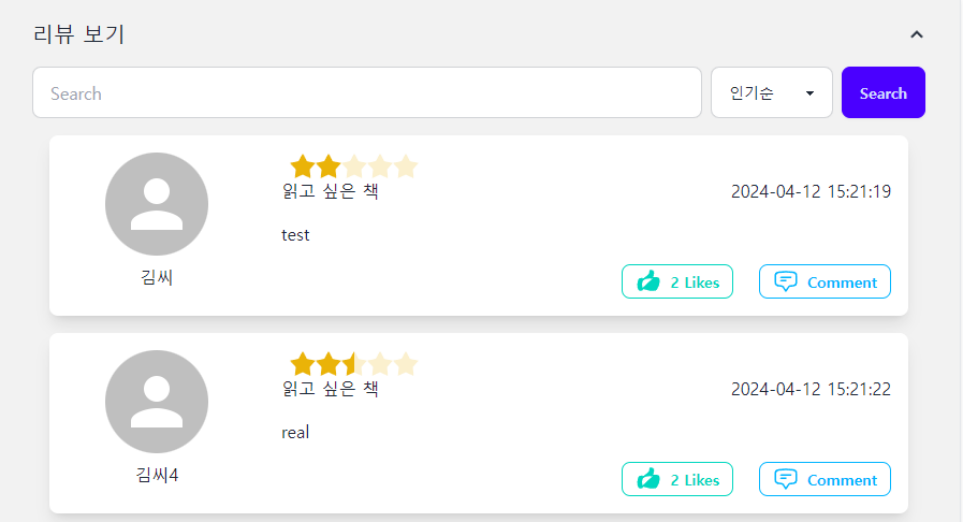 리뷰 보기
Search 인기순 Search
읽고 싶은 책 2024-04-12 15:21:19
test
김씨 2 Likes Comment
읽고 싶은 책 2024-04-12 15:21:22
real
김씨4 2 Likes Comment